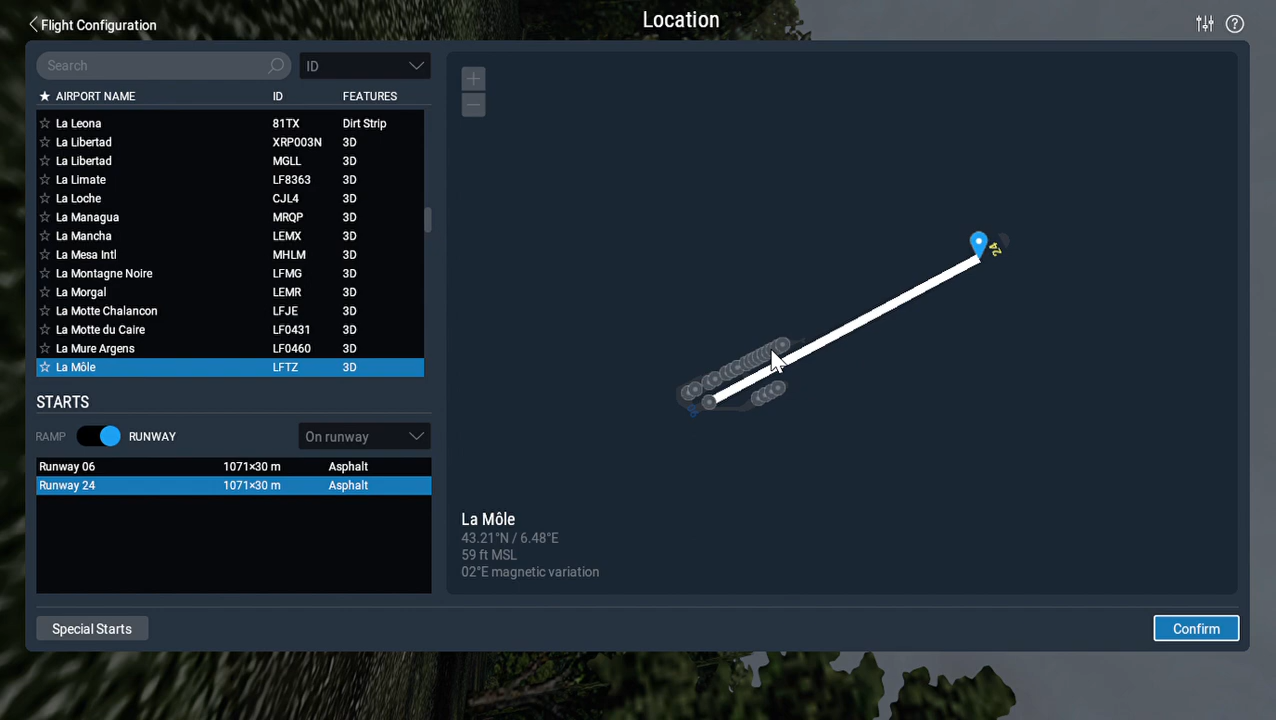 Flight Configuration
Location
Search
ID
★ AIRPORT NAME ID FEATURES
La Leona 81TX Dirt Strip
La Libertad XRP003N 3D
La Libertad MGLL 3D
La Limate LF8363 3D
La Loche CJL4 3D
La Managua MRQP 3D
La Mancha LEMX 3D
La Mesa Intl MHLM 3D
La Montagne Noire LFMG 3D
La Morgal LEMR 3D
La Motte Chalancon LFJE 3D
La Motte du Caire LF0431 3D
La Mure Argens LF0460 3D
La Môle LFTZ 3D
STARTS
RAMP RUNWAY On runway
Runway 06 1071×30 m Asphalt
Runway 24 1071×30 m Asphalt
24
La Môle
43.21°N / 6.48°E
59 ft MSL
02°E magnetic variation
Special Starts
Confirm